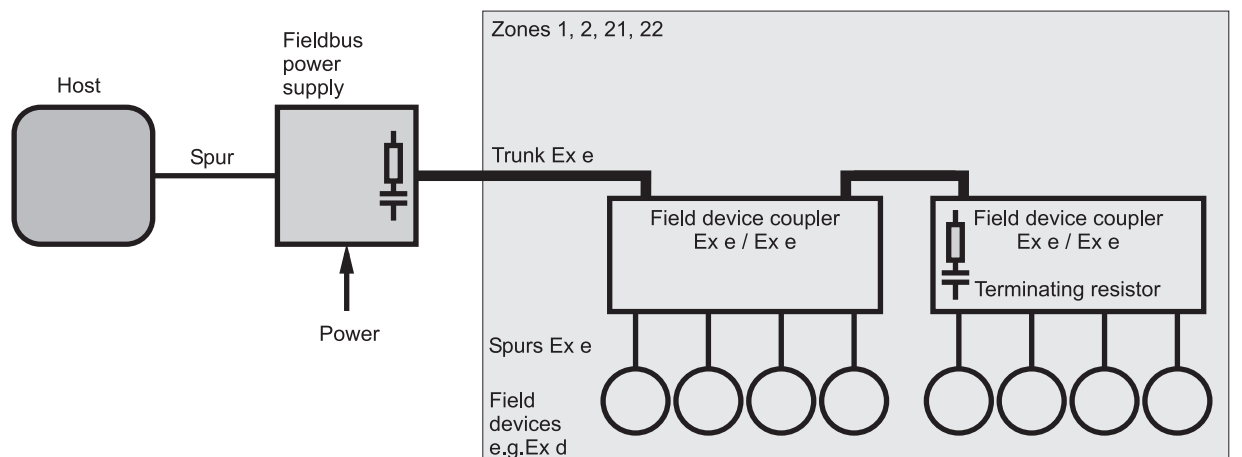 Zones 1, 2, 21, 22
Fieldbus
power
supply
Host
Spur
Trunk Ex e
Field device coupler
Ex e / Ex e
Field device coupler
Ex e / Ex e
Terminating resistor
Power
Spurs Ex e
Field
devices
e.g.Ex d